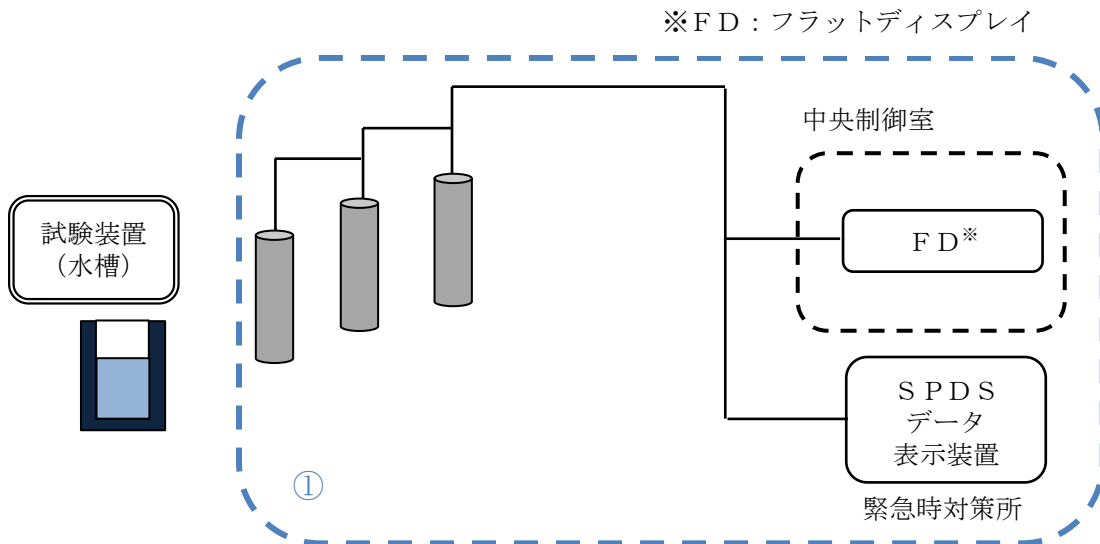 ※FD：フラットディスプレイ
中央制御室
試験装置
（水槽）
FD※
SPDS
データ
表示装置
①
緊急時対策所